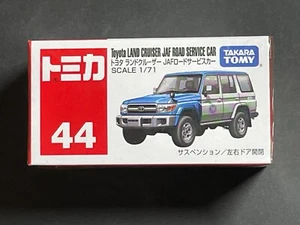 トミカ
44
Toyota LAND CRUISER JAF ROAD SERVICE CAR
トヨタ ランドクルーザー JAFロードサービスカー
SCALE 1/71
TAKARA
TOMY
サスペンション/左右ドア開閉